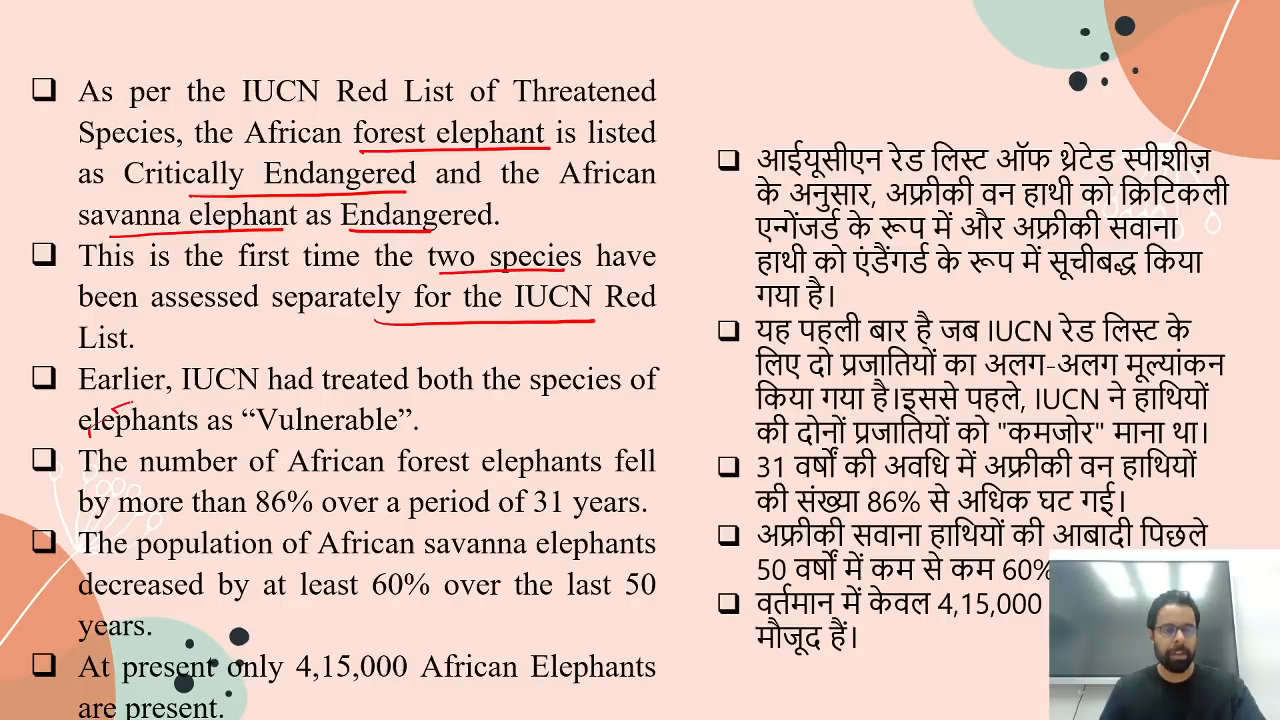 As per the IUCN Red List of Threatened
Species, the African forest elephant is listed
as Critically Endangered and the African
savanna elephant as Endangered.
This is the first time the two species have
been assessed separately for the IUCN Red
List.
Earlier, IUCN had treated both the species of
elephants as “Vulnerable”.
The number of African forest elephants fell
by more than 86% over a period of 31 years.
The population of African savanna elephants
decreased by at least 60% over the last 50
years.
At present only 4,15,000 African Elephants
are present.
आईयूसीएन रेड लिस्ट ऑफ थ्रेटेड स्पीशीज़
के अनुसार, अफ्रीकी वन हाथी को क्रिटिकली
एन्गेंजर्ड के रूप में और अफ्रीकी सवाना
हाथी को एंडैंगर्ड के रूप में सूचीबद्ध किया
गया है।
यह पहली बार है जब IUCN रेड लिस्ट के
लिए दो प्रजातियों का अलग-अलग मूल्यांकन
किया गया है।इससे पहले, IUCN ने हाथियों
की दोनों प्रजातियों को "कमजोर" माना था।
31 वर्षों की अवधि में अफ्रीकी वन हाथियों
की संख्या 86% से अधिक घट गई।
अफ्रीकी सवाना हाथियों की आबादी पिछले
50 वर्षों में कम से कम 60%
वर्तमान में केवल 4,15,000
मौजूद हैं।